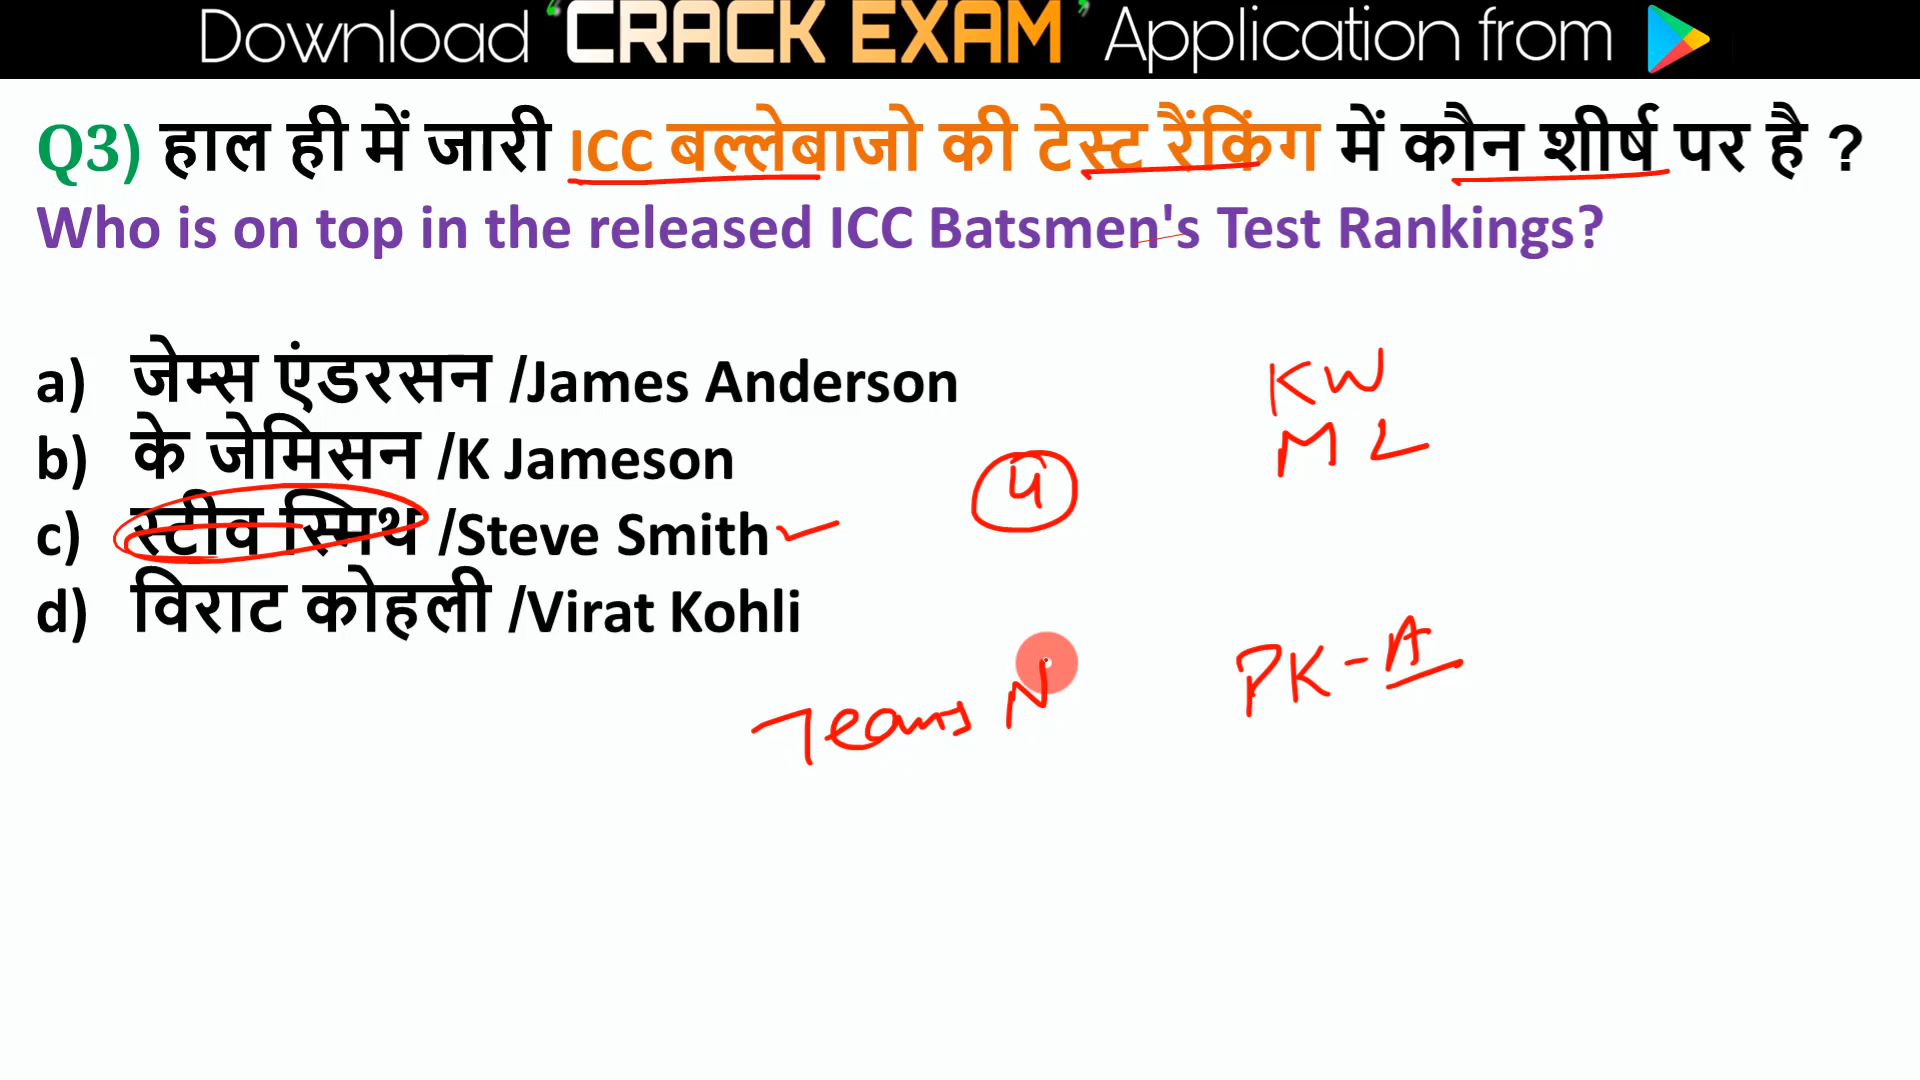 Download 'CRACK EXAM' Application from
Q3) हाल ही में जारी ICC बल्लेबाजो की टेस्ट रैंकिंग में कौन शीर्ष पर है ?
Who is on top in the released ICC Batsmen's Test Rankings?
a) जेम्स एंडरसन /James Anderson
b) के जेमिसन /K Jameson
c) स्टीव स्मिथ /Steve Smith
d) विराट कोहली /Virat Kohli
KW
ML
4
PK-A
Teams N